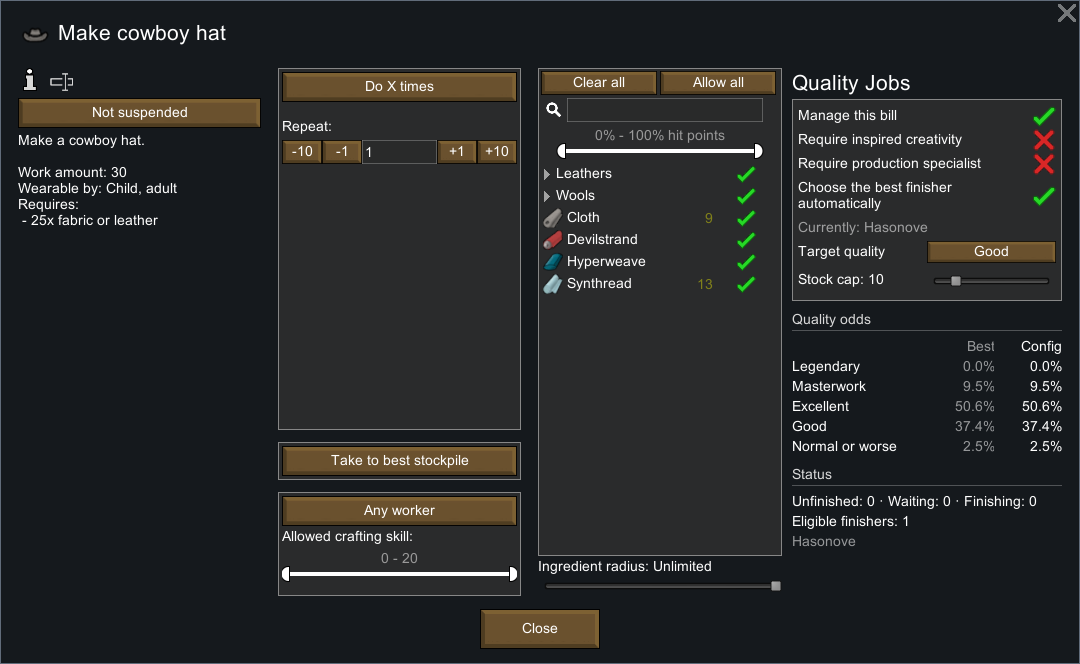 Make cowboy hat
Not suspended
Make a cowboy hat.
Work amount: 30
Wearable by: Child, adult
Requires:
- 25x fabric or leather
Do X times
Repeat:
-10 -1 1 +1 +10
Take to best stockpile
Any worker
Allowed crafting skill:
0 - 20
Clear all Allow all
0% - 100% hit points
Leathers
Wools
Cloth 9
Devilstrand
Hyperweave
Synthread 13
Ingredient radius: Unlimited
Quality Jobs
Manage this bill
Require inspired creativity
Require production specialist
Choose the best finisher
automatically
Currently: Hasonove
Target quality Good
Stock cap: 10
Quality odds
Best Config
Legendary 0.0% 0.0%
Masterwork 9.5% 9.5%
Excellent 50.6% 50.6%
Good 37.4% 37.4%
Normal or worse 2.5% 2.5%
Status
Unfinished: 0 · Waiting: 0 · Finishing: 0
Eligible finishers: 1
Hasonove
Close